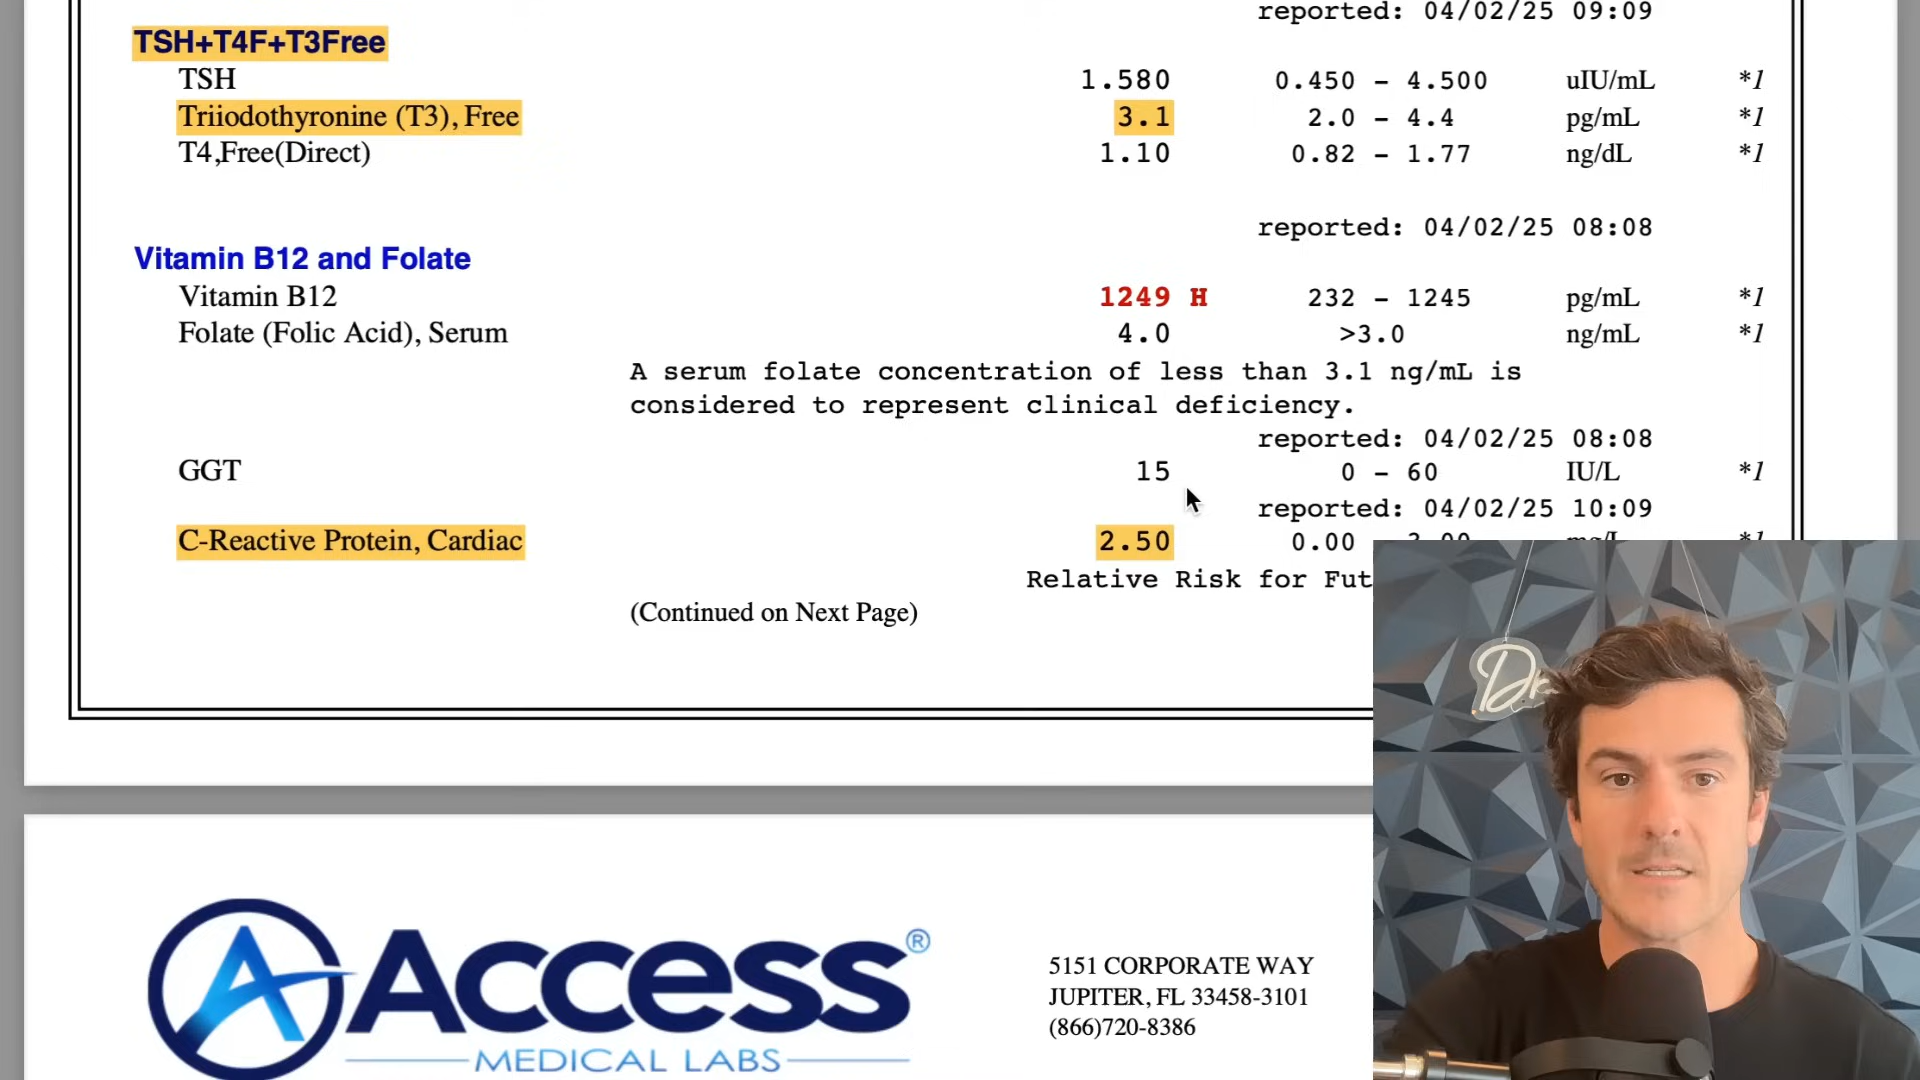 reported: 04/02/25 09:09
TSH+T4F+T3Free
TSH 1.580 0.450 - 4.500 uIU/mL *1
Triiodothyronine (T3), Free 3.1 2.0 - 4.4 pg/mL *1
T4,Free(Direct) 1.10 0.82 - 1.77 ng/dL *1
reported: 04/02/25 08:08
Vitamin B12 and Folate
Vitamin B12 1249 H 232 - 1245 pg/mL *1
Folate (Folic Acid), Serum 4.0 >3.0 ng/mL *1
A serum folate concentration of less than 3.1 ng/mL is
considered to represent clinical deficiency.
reported: 04/02/25 08:08
GGT 15 0 - 60 IU/L *1
reported: 04/02/25 10:09
C-Reactive Protein, Cardiac 2.50 0.00
Relative Risk for Fut
(Continued on Next Page)
Access®
MEDICAL LABS
5151 CORPORATE WAY
JUPITER, FL 33458-3101
(866)720-8386
Dr